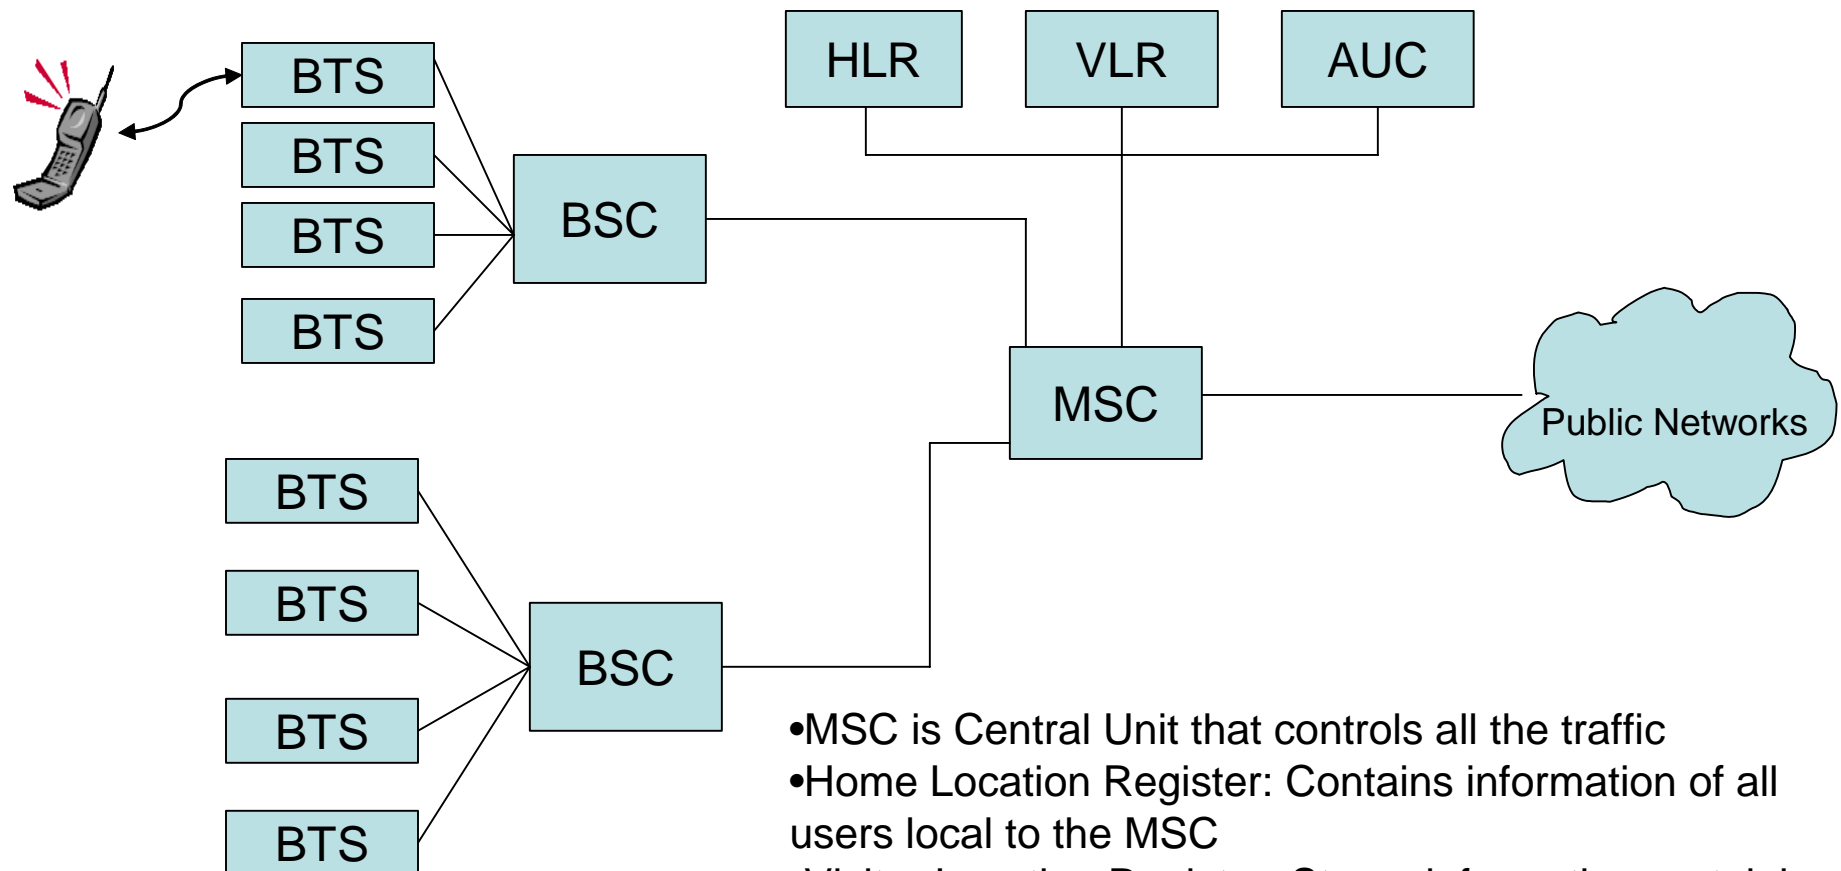 BTS
BTS
BTS
BTS
BSC
HLR
VLR
AUC
MSC
Public Networks
BTS
BTS
BTS
BTS
BSC
•MSC is Central Unit that controls all the traffic
•Home Location Register: Contains information of all
users local to the MSC